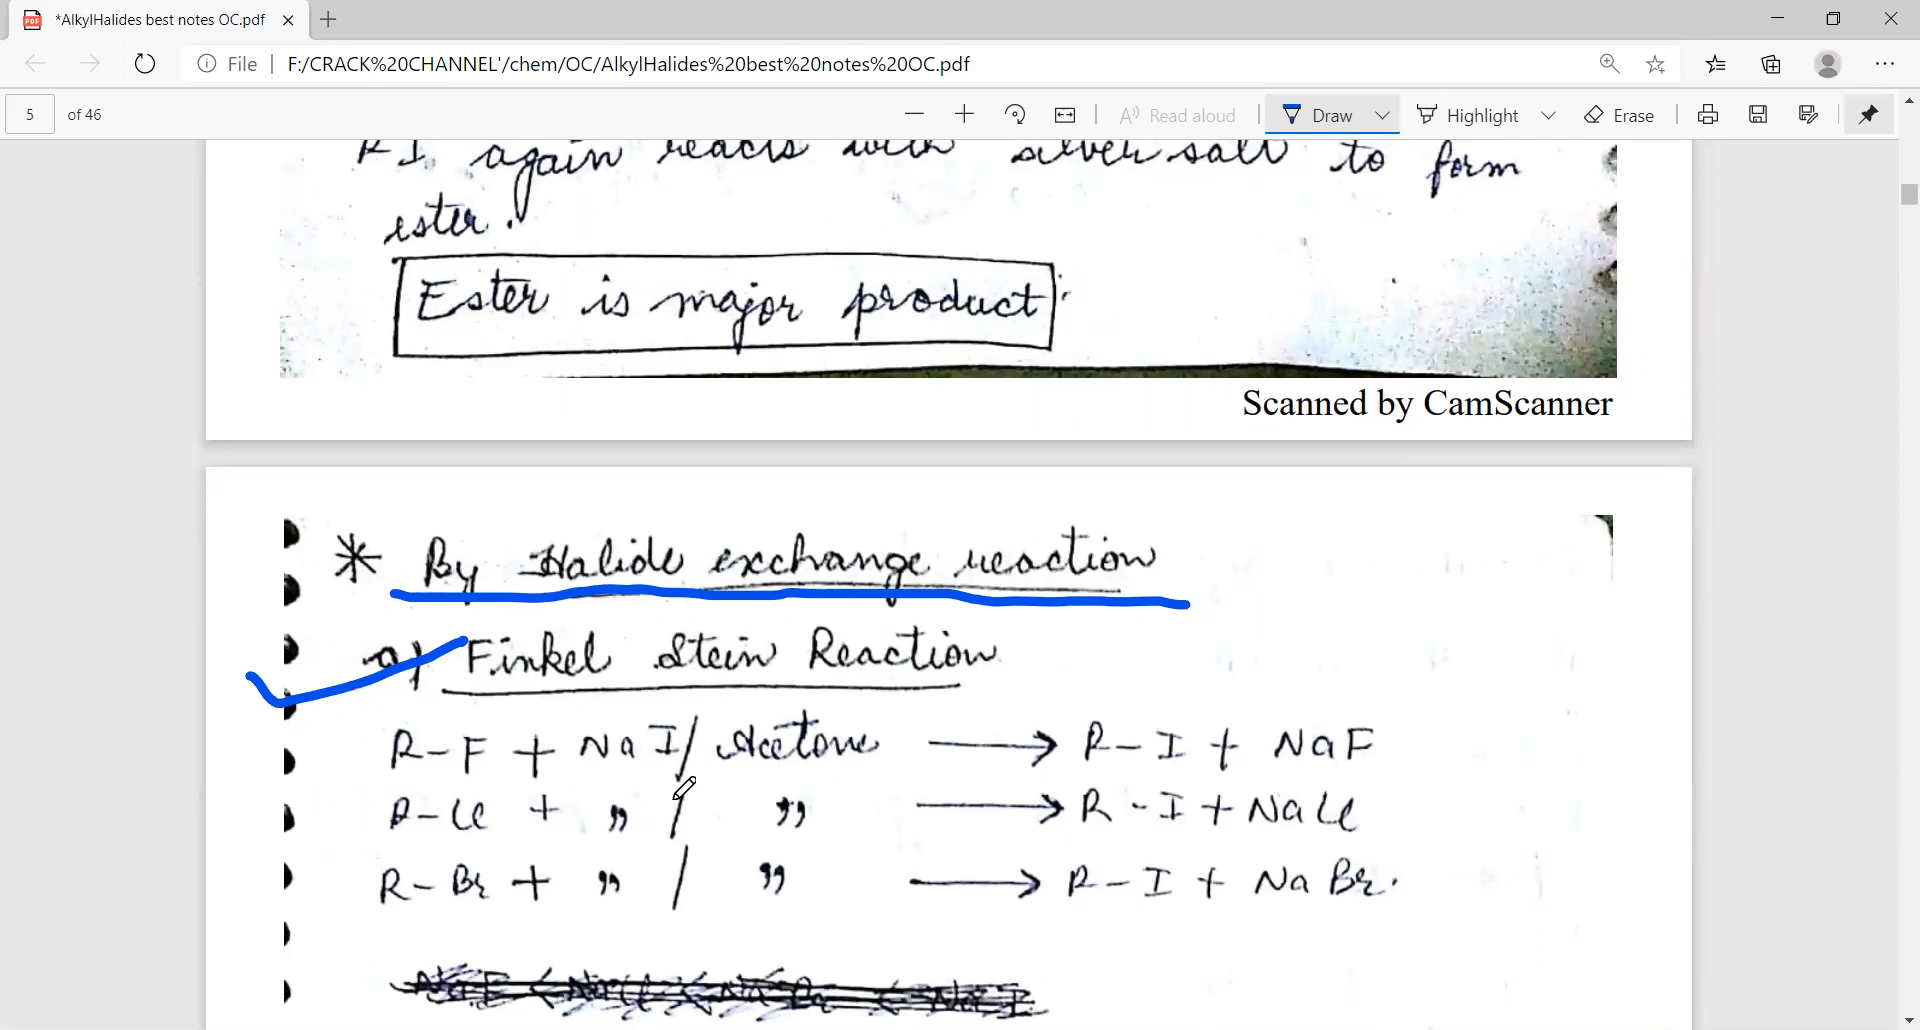 *AlkylHalides best notes OC.pdf
File | F:/CRACK%20CHANNEL'/chem/OC/AlkylHalides%20best%20notes%20OC.pdf
5 of 46 Read aloud Draw Highlight Erase
R I again reacts with silver salt to form
ester.
Ester is major product
Scanned by CamScanner
* By Halide exchange reaction
a) Finkel Stein Reaction
R-F + NaI/ Acetone → R-I + NaF
R-Cl + " / " → R-I + NaCl
R-Br + " / " → R-I + NaBr.